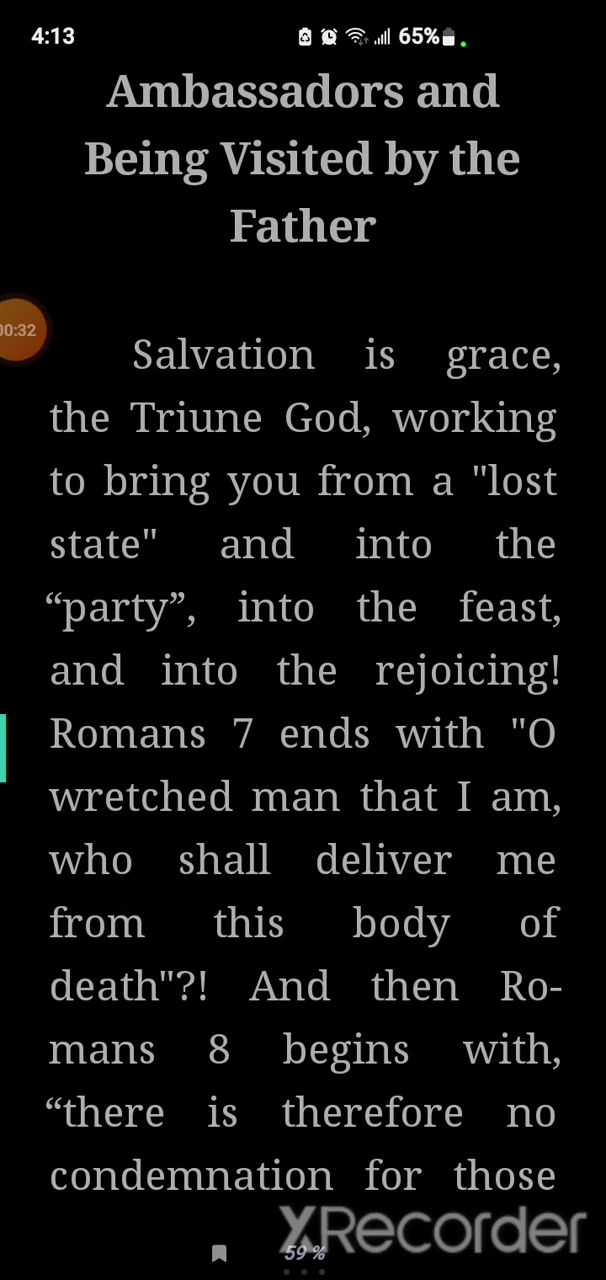 4:13
65%
Ambassadors and
Being Visited by the
Father
00:32
Salvation is grace,
the Triune God, working
to bring you from a "lost
state" and into the
“party”, into the feast,
and into the rejoicing!
Romans 7 ends with "O
wretched man that I am,
who shall deliver me
from this body of
death"?! And then Ro-
mans 8 begins with,
“there is therefore no
condemnation for those
XRecorder
59 %